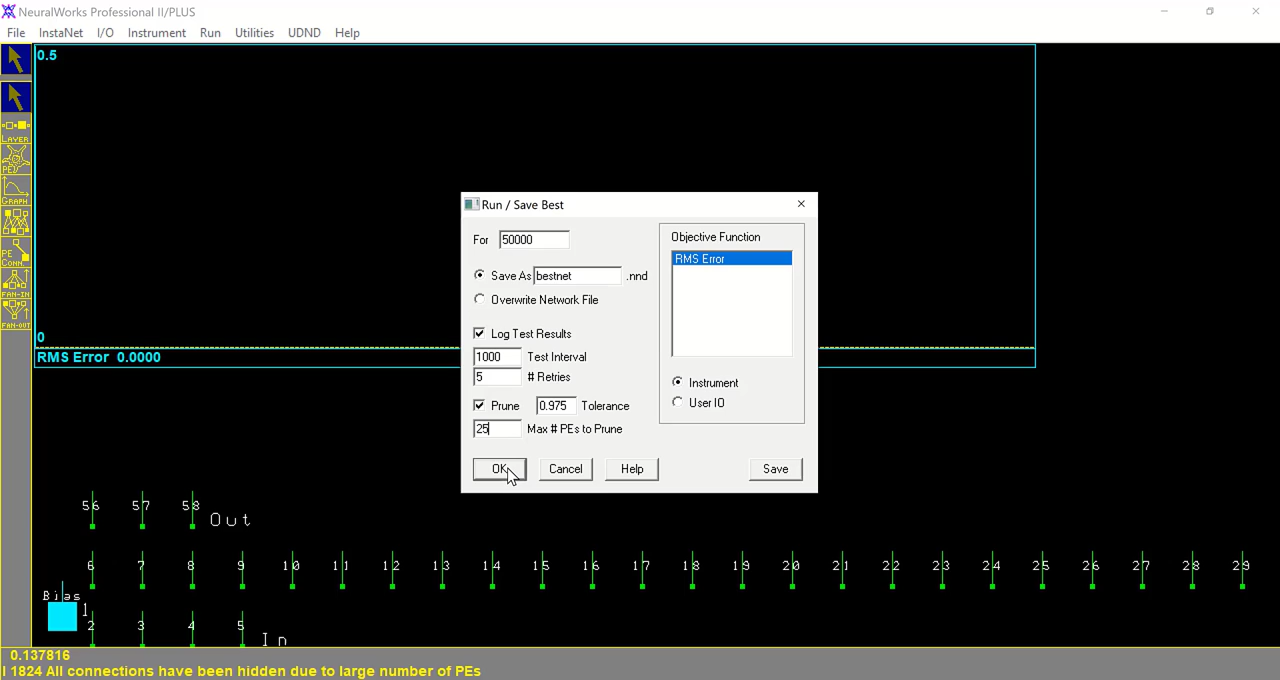 NeuralWorks Professional II/PLUS
File InstaNet I/O Instrument Run Utilities UDND Help
0.5
0
RMS Error 0.0000
LAYER
PE
GRAPH
PE
CONN.
FAN-IN
FAN-OUT
Run / Save Best
For 50000
Save As bestnet .nnd
Overwrite Network File
Log Test Results
1000 Test Interval
5 # Retries
Prune 0.975 Tolerance
25 Max # PEs to Prune
Objective Function
RMS Error
Instrument
User IO
OK Cancel Help Save
56 57 58 Out
6 7 8 9 10 11 12 13 14 15 16 17 18 19 20 21 22 23 24 25 26 27 28 29
Bias
1 2 3 4 5 In
0.137816
I 1824 All connections have been hidden due to large number of PEs